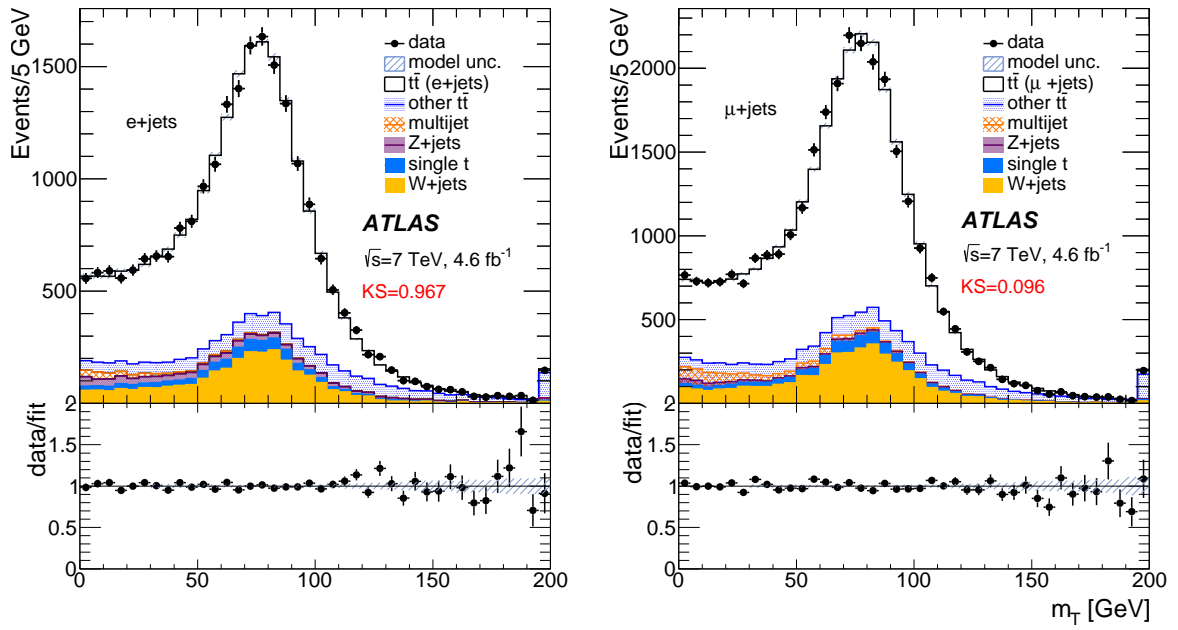 Events/5 GeV
1500
1000
500
data
model unc.
tt̄ (e+jets)
other tt̄
multijet
Z+jets
single t
W+jets
e+jets
ATLAS
√s=7 TeV, 4.6 fb⁻¹
KS=0.967
data/fit
2
1.5
1
0.5
0
0 50 100 150 200
Events/5 GeV
2000
1500
1000
500
data
model unc.
tt̄ (μ +jets)
other tt̄
multijet
Z+jets
single t
W+jets
μ+jets
ATLAS
√s=7 TeV, 4.6 fb⁻¹
KS=0.096
data/fit)
2
1.5
1
0.5
0
0 50 100 150 200
m_T [GeV]